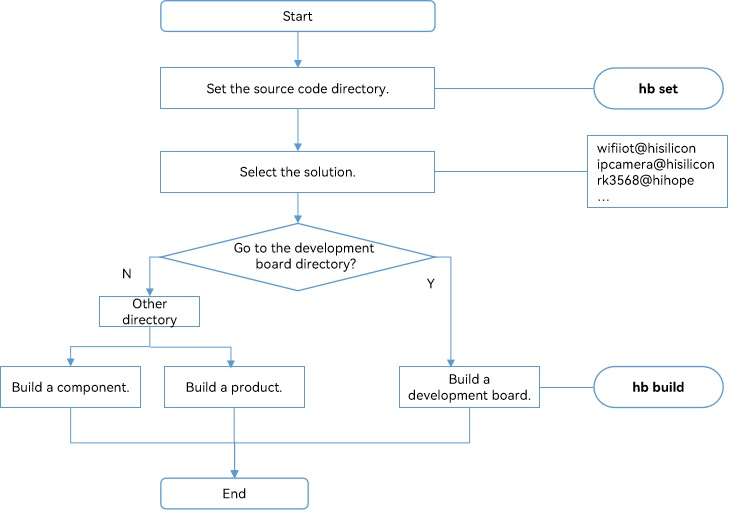 Start
Set the source code directory.
hb set
Select the solution.
wifiiot@hisilicon
ipcamera@hisilicon
rk3568@hihope
...
Go to the development
board directory?
N
Y
Other
directory
Build a component.
Build a product.
Build a
development board.
hb build
End